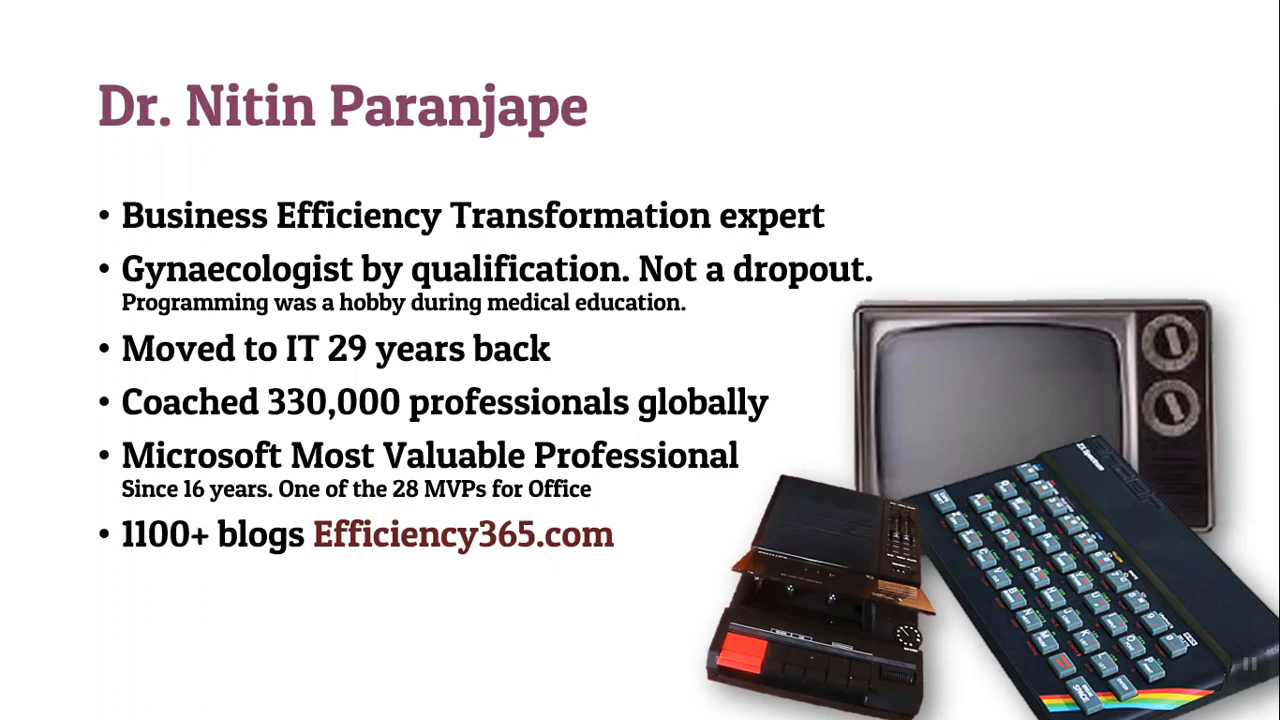 Dr. Nitin Paranjape
• Business Efficiency Transformation expert
• Gynaecologist by qualification. Not a dropout.
Programming was a hobby during medical education.
• Moved to IT 29 years back
• Coached 330,000 professionals globally
• Microsoft Most Valuable Professional
Since 16 years. One of the 28 MVPs for Office
• 1100+ blogs Efficiency365.com